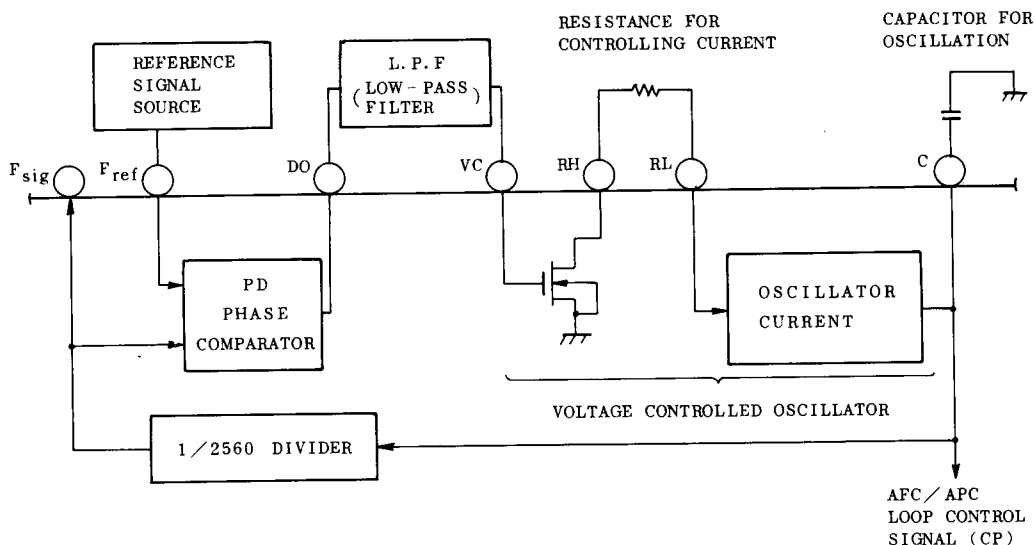 RESISTANCE FOR
CONTROLLING CURRENT
CAPACITOR FOR
OSCILLATION
REFERENCE
SIGNAL
SOURCE
L.P.F
(LOW-PASS
FILTER)
Fsig
Fref
DO
VC
RH
RL
C
PD
PHASE
COMPARATOR
OSCILLATOR
CURRENT
VOLTAGE CONTROLLED OSCILLATOR
1/2560 DIVIDER
AFC/APC
LOOP CONTROL
SIGNAL (CP)